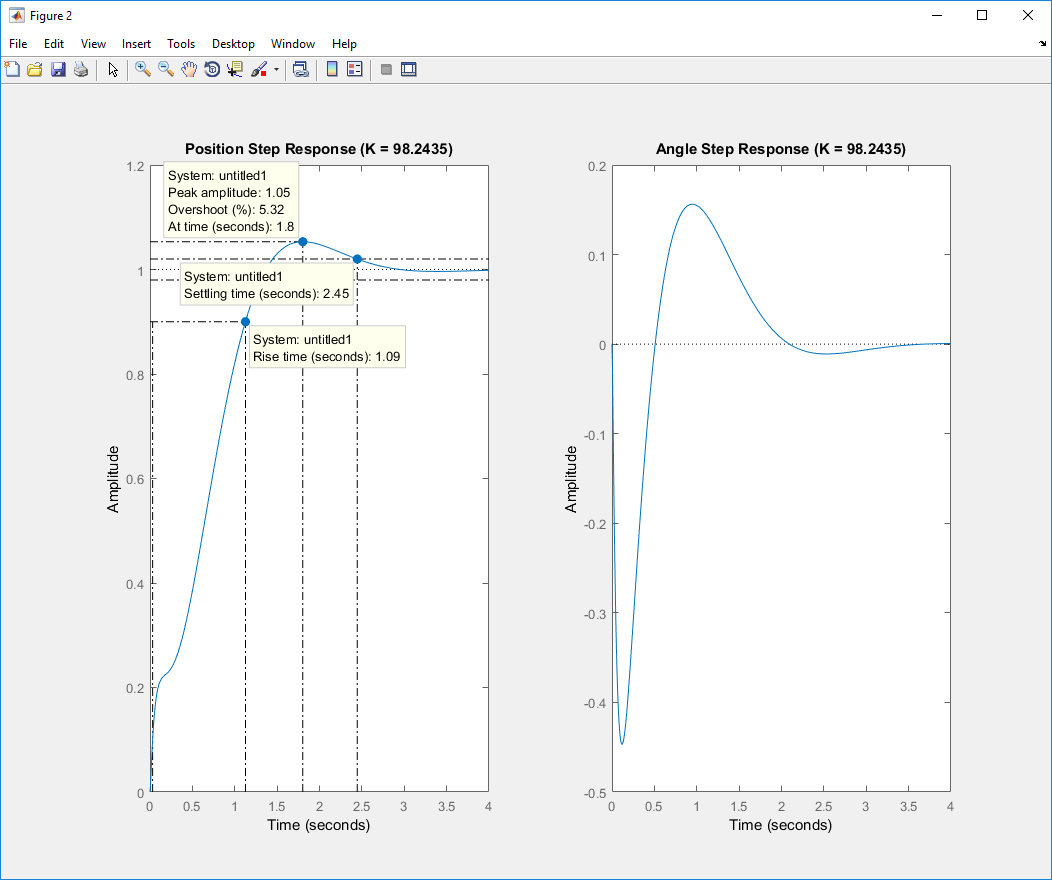 Figure 2
File Edit View Insert Tools Desktop Window Help
Position Step Response (K = 98.2435)
System: untitled1
Peak amplitude: 1.05
Overshoot (%): 5.32
At time (seconds): 1.8
System: untitled1
Settling time (seconds): 2.45
System: untitled1
Rise time (seconds): 1.09
1.2
1
0.8
0.6
0.4
0.2
0
Amplitude
0 0.5 1 1.5 2 2.5 3 3.5 4
Time (seconds)
Angle Step Response (K = 98.2435)
0.2
0.1
0
-0.1
-0.2
-0.3
-0.4
-0.5
Amplitude
0 0.5 1 1.5 2 2.5 3 3.5 4
Time (seconds)